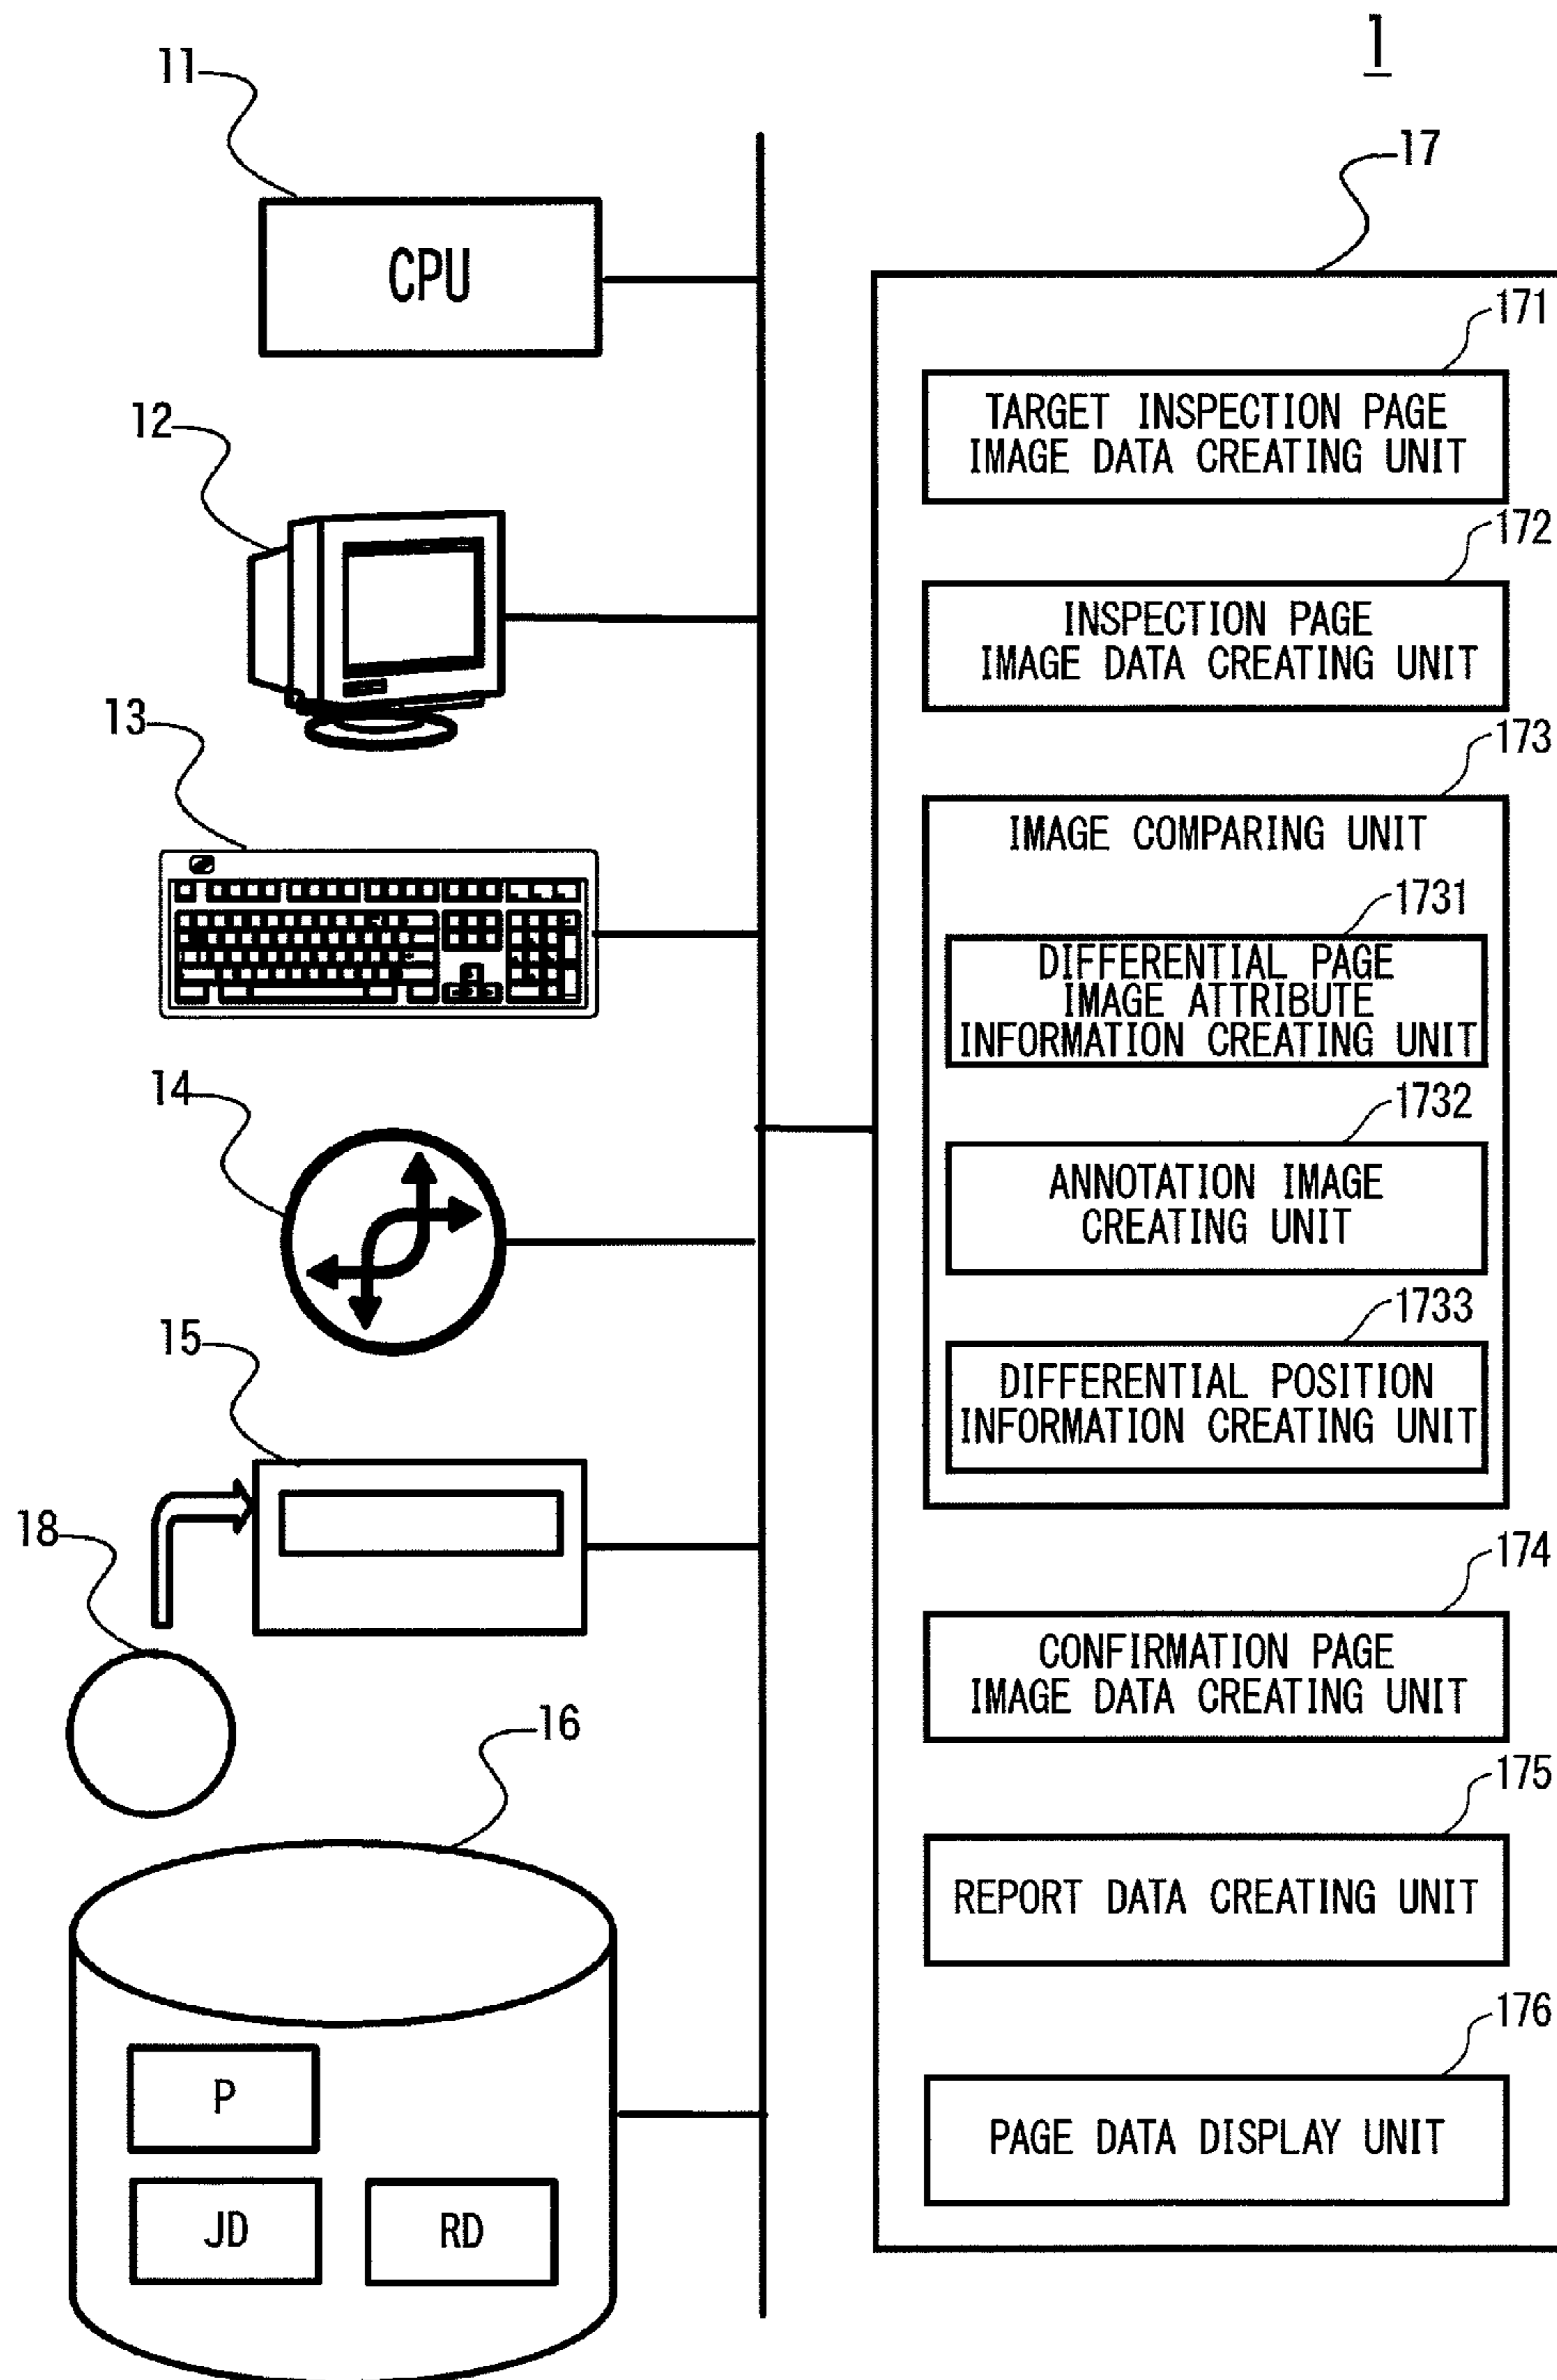 1
11
17
CPU
171
TARGET INSPECTION PAGE
IMAGE DATA CREATING UNIT
12
172
INSPECTION PAGE
IMAGE DATA CREATING UNIT
13
173
IMAGE COMPARING UNIT
1731
DIFFERENTIAL PAGE
IMAGE ATTRIBUTE
INFORMATION CREATING UNIT
14
1732
ANNOTATION IMAGE
CREATING UNIT
15
1733
DIFFERENTIAL POSITION
INFORMATION CREATING UNIT
18
174
CONFIRMATION PAGE
IMAGE DATA CREATING UNIT
16
175
REPORT DATA CREATING UNIT
176
PAGE DATA DISPLAY UNIT
P
JD
RD